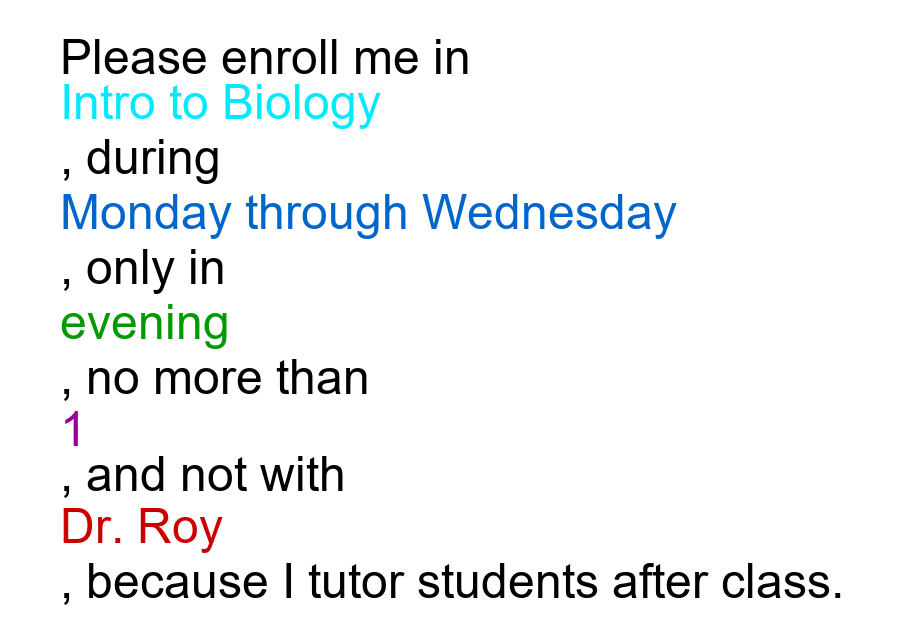 Please enroll me in
Intro to Biology
, during
Monday through Wednesday
, only in
evening
, no more than
1
, and not with
Dr. Roy
, because I tutor students after class.